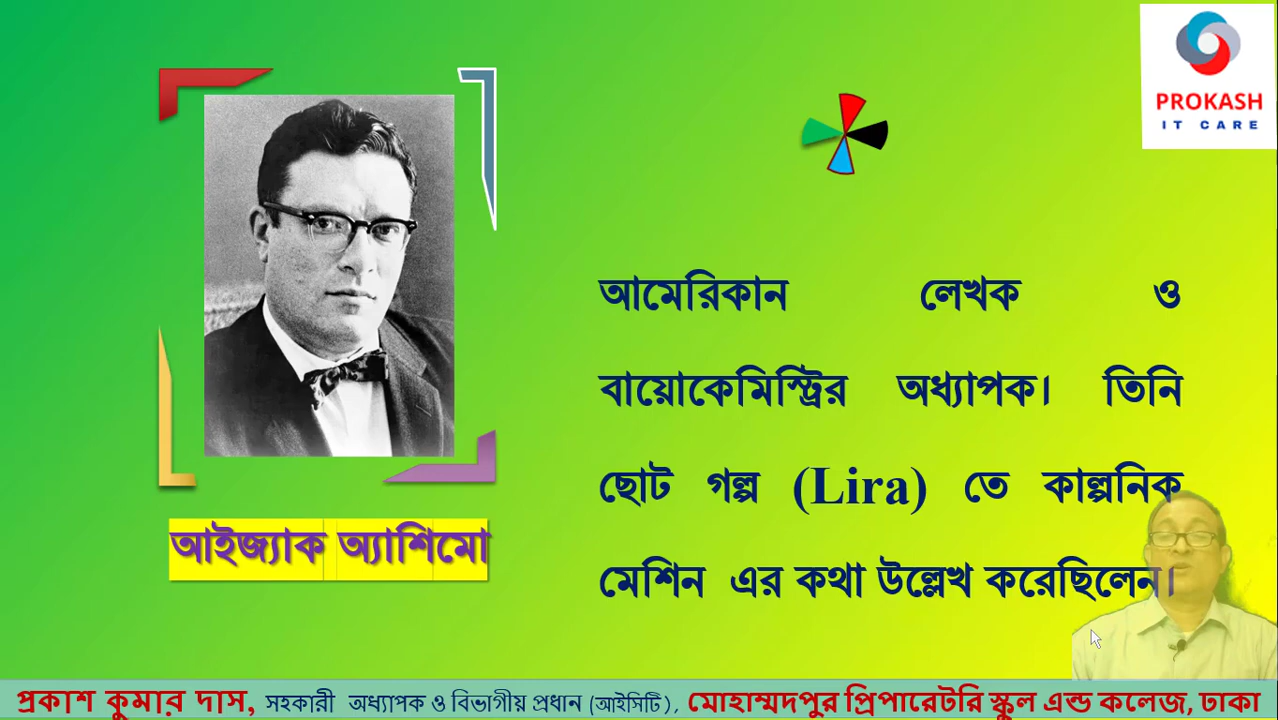 PROKASH
IT CARE
আমেরিকান লেখক ও
বায়োকেমিস্ট্রির অধ্যাপক। তিনি
ছোট গল্প (Lira) তে কাল্পনিক
মেশিন এর কথা উল্লেখ করেছিলেন।
আইজ্যাক অ্যাশিমো
প্রকাশ কুমার দাস, সহকারী অধ্যাপক ও বিভাগীয় প্রধান (আইসিটি), মোহাম্মদপুর প্রিপারেটরি স্কুল এন্ড কলেজ, ঢাকা